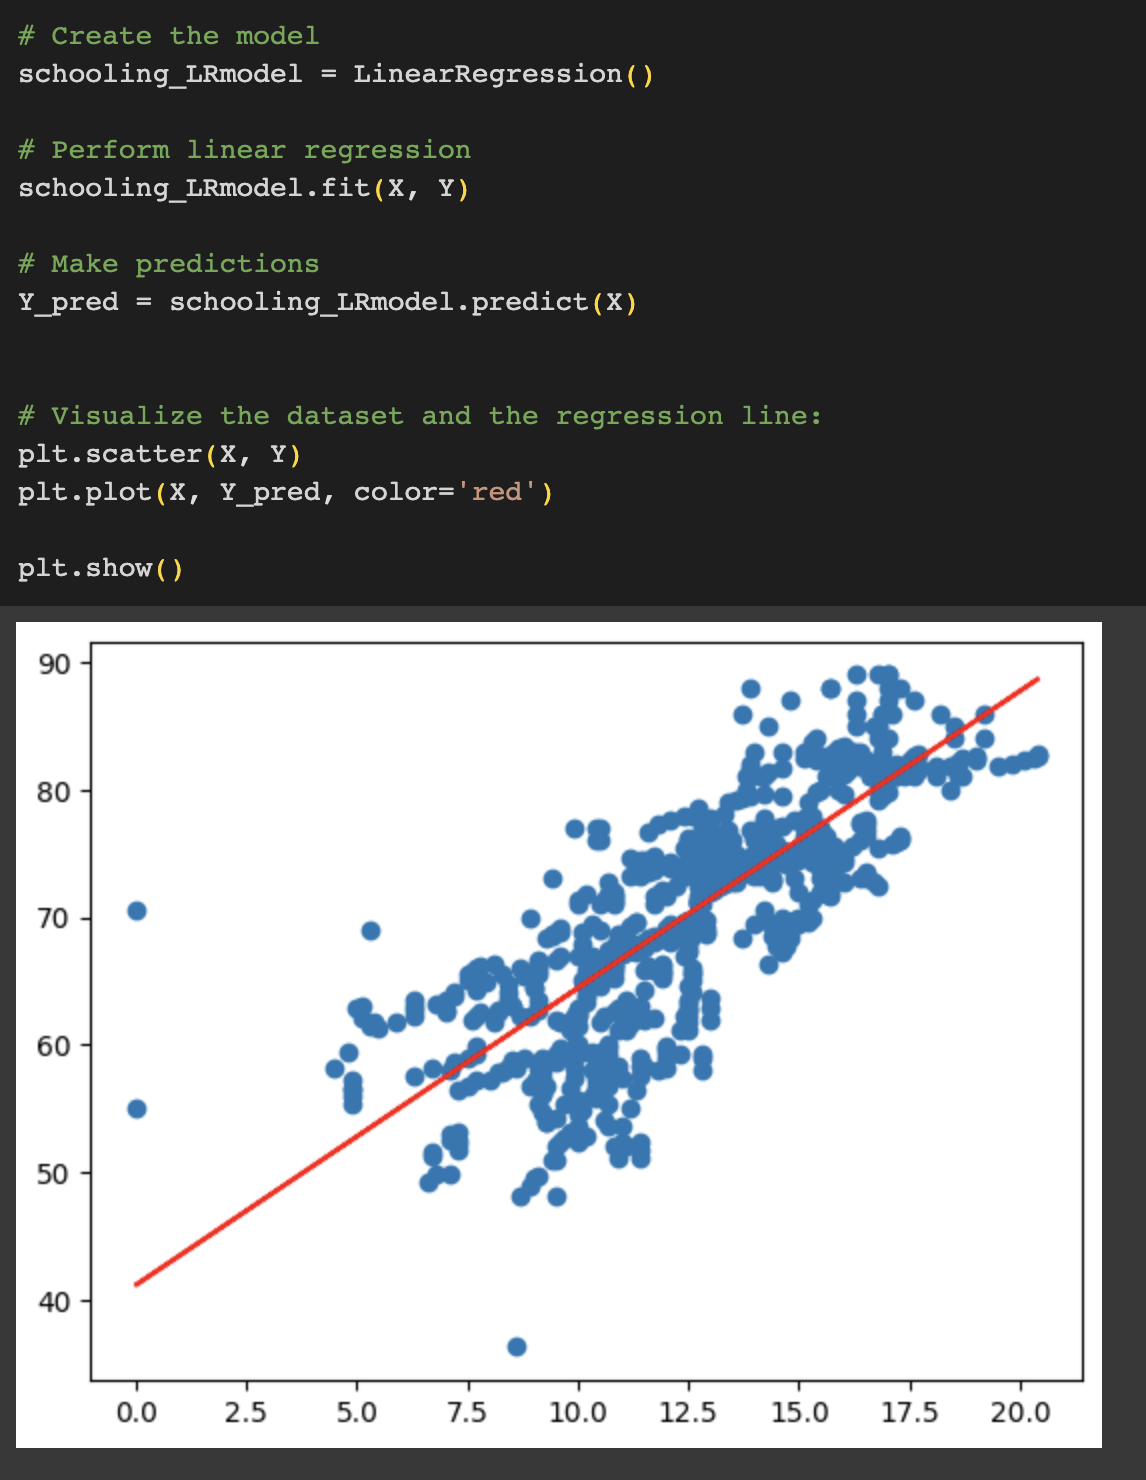 # Create the model
schooling_LRmodel = LinearRegression()
# Perform linear regression
schooling_LRmodel.fit(X, Y)
# Make predictions
Y_pred = schooling_LRmodel.predict(X)
# Visualize the dataset and the regression line:
plt.scatter(X, Y)
plt.plot(X, Y_pred, color='red')
plt.show()
90
80
70
60
50
40
0.0 2.5 5.0 7.5 10.0 12.5 15.0 17.5 20.0